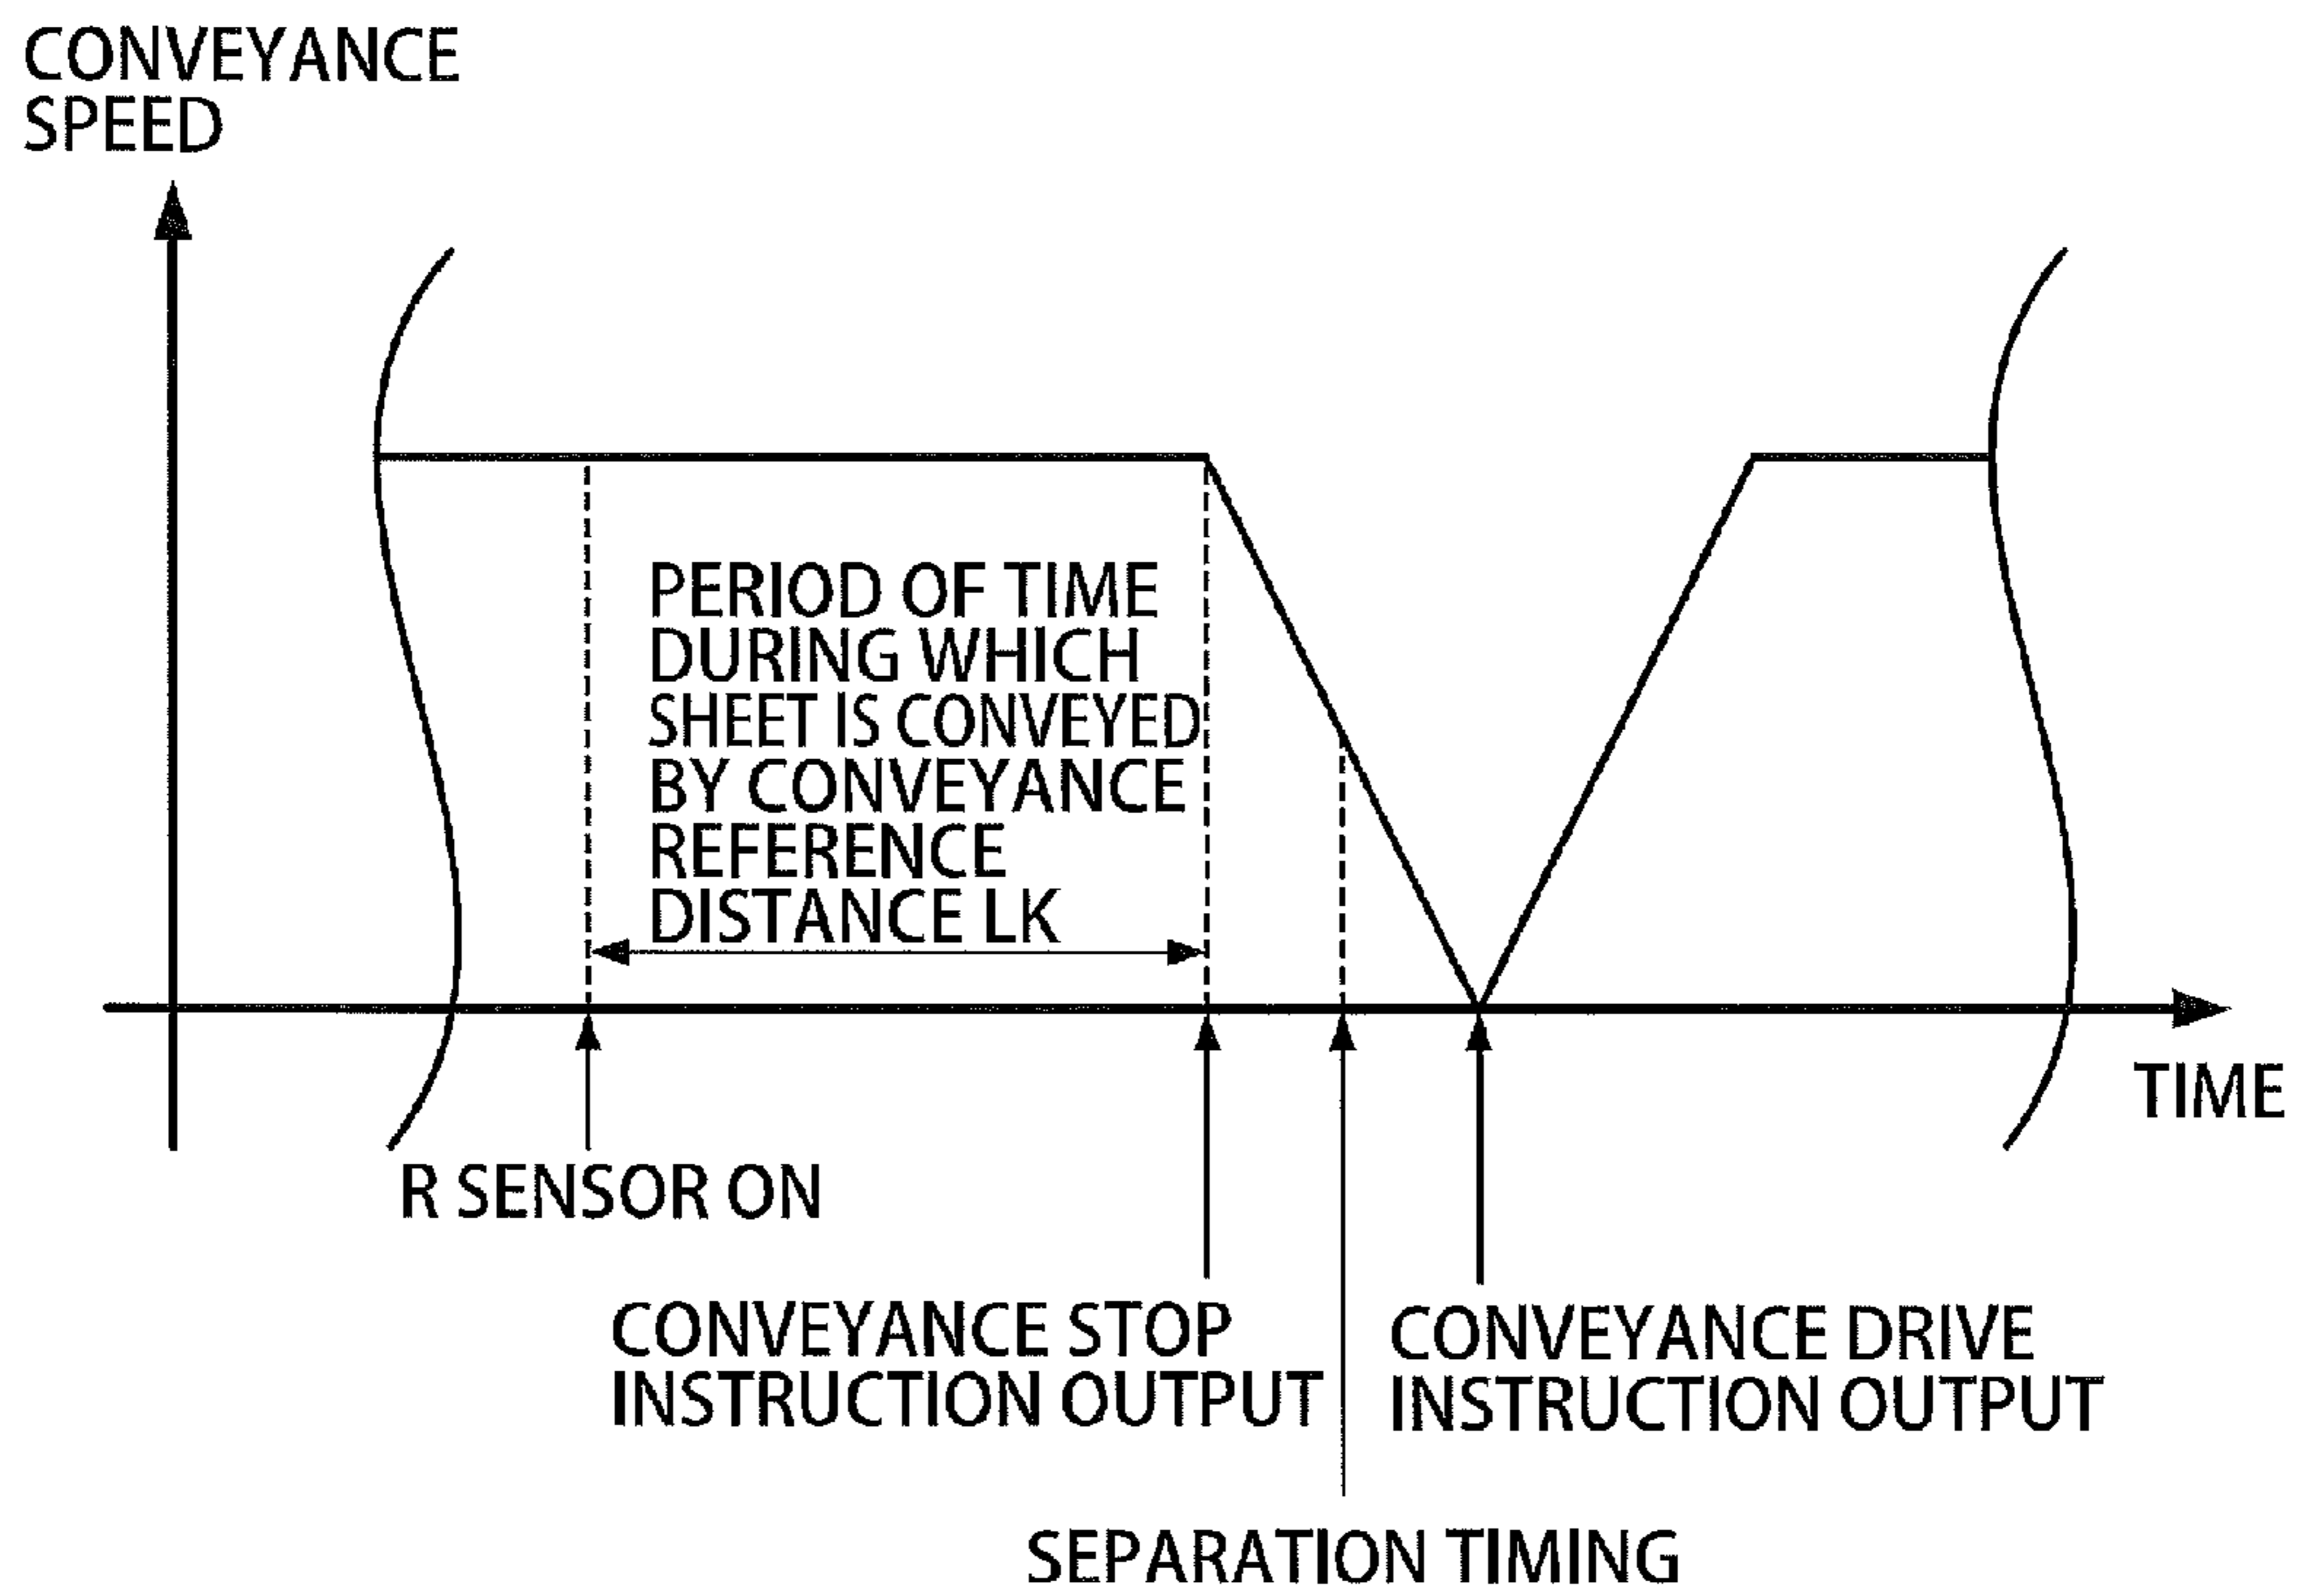 CONVEYANCE
SPEED
PERIOD OF TIME
DURING WHICH
SHEET IS CONVEYED
BY CONVEYANCE
REFERENCE
DISTANCE LK
TIME
R SENSOR ON
CONVEYANCE STOP
INSTRUCTION OUTPUT
CONVEYANCE DRIVE
INSTRUCTION OUTPUT
SEPARATION TIMING